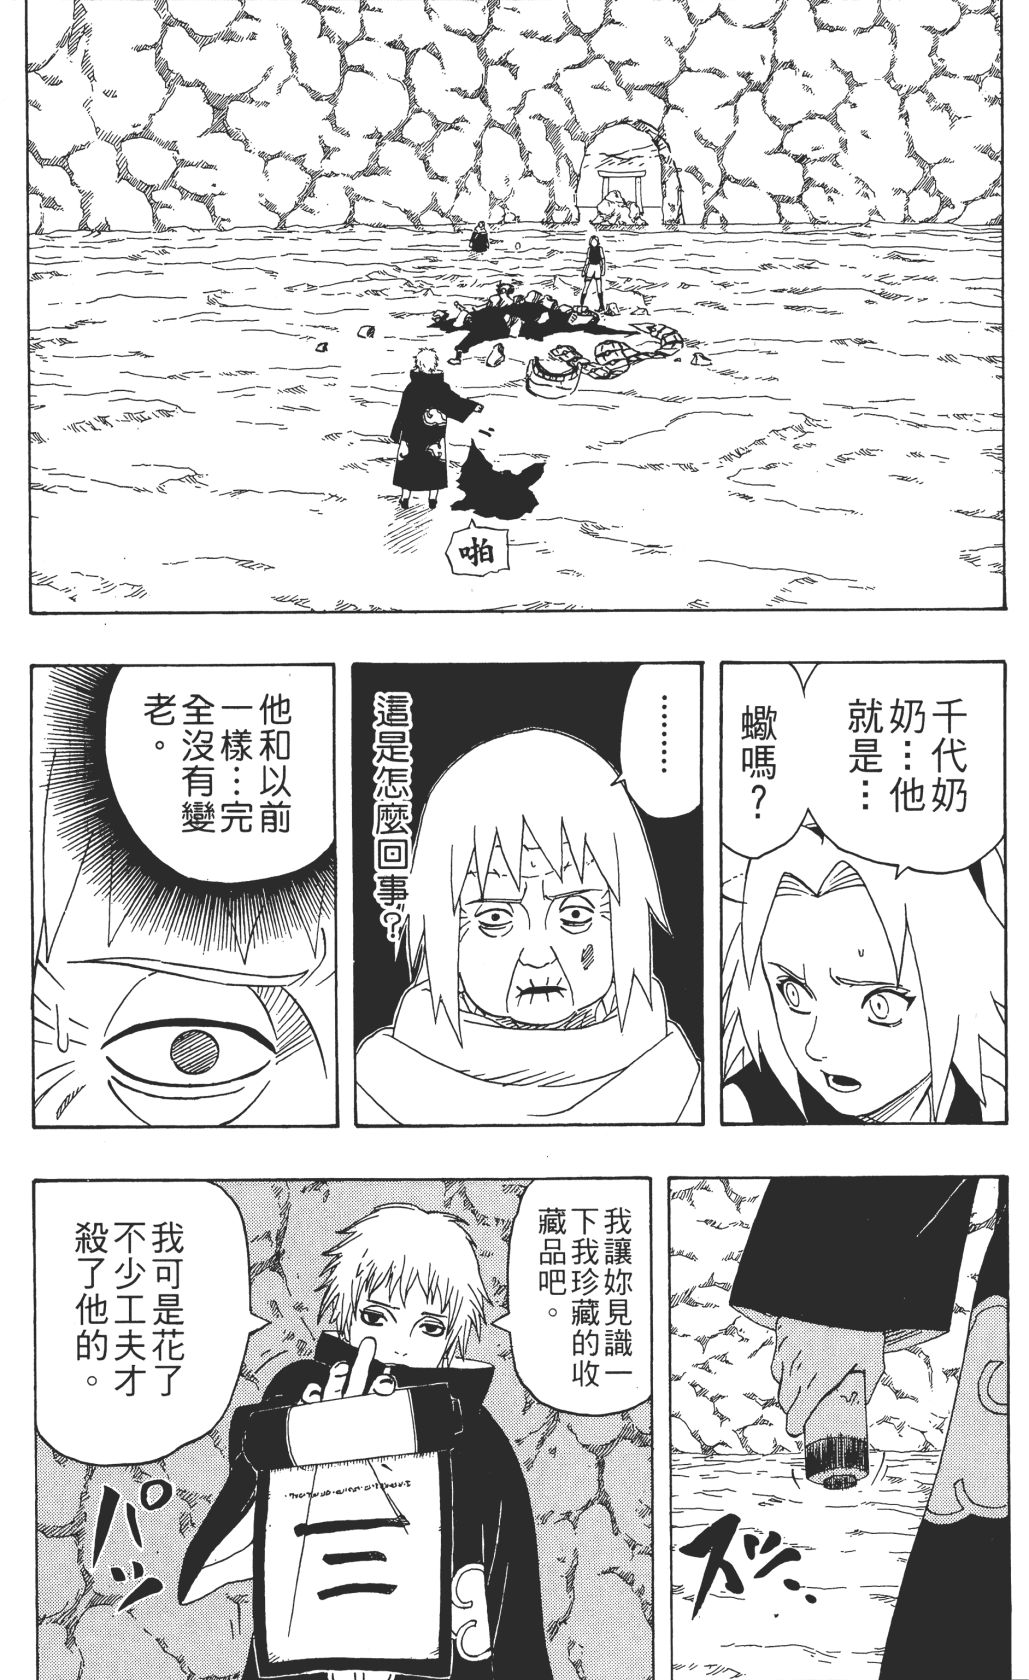 啪
千代奶
奶…他
就是…
蠍嗎？
………
這是怎麼回事？
他和以前
一樣…完
全沒有變
老。
ズッ…
我讓妳見識一
下我珍藏的收
藏品吧。
我可是花了
不少工夫才
殺了他的。
パッ
三